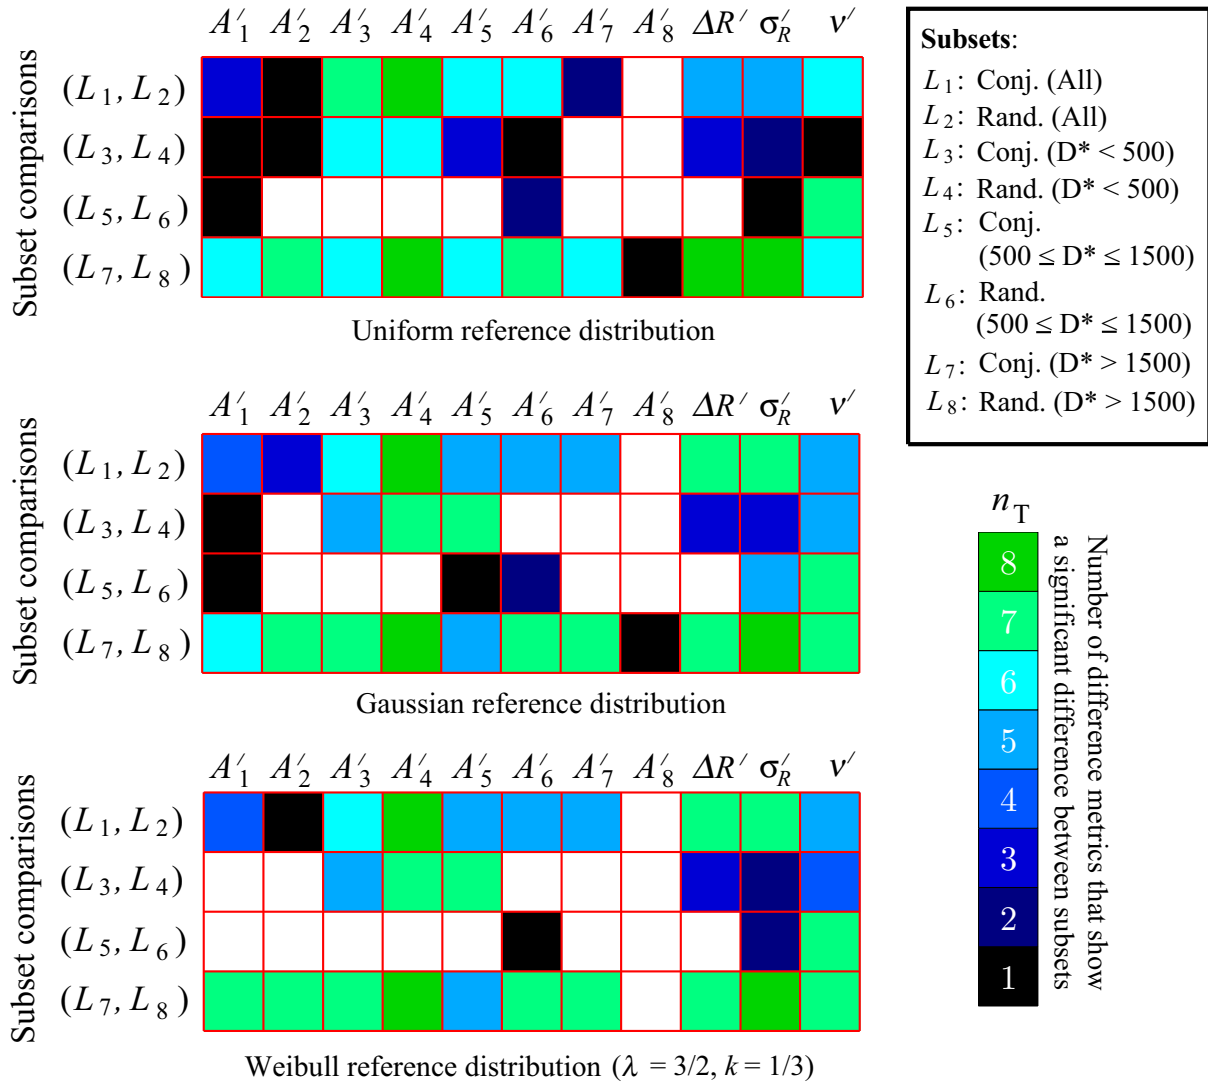 A′₁ A′₂ A′₃ A′₄ A′₅ A′₆ A′₇ A′₈ ΔR′ σ′_R ν′
Subset comparisons
(L₁, L₂)
(L₃, L₄)
(L₅, L₆)
(L₇, L₈)
Uniform reference distribution
A′₁ A′₂ A′₃ A′₄ A′₅ A′₆ A′₇ A′₈ ΔR′ σ′_R ν′
Subset comparisons
(L₁, L₂)
(L₃, L₄)
(L₅, L₆)
(L₇, L₈)
Gaussian reference distribution
A′₁ A′₂ A′₃ A′₄ A′₅ A′₆ A′₇ A′₈ ΔR′ σ′_R ν′
Subset comparisons
(L₁, L₂)
(L₃, L₄)
(L₅, L₆)
(L₇, L₈)
Weibull reference distribution (λ = 3/2, k = 1/3)
Subsets:
L₁: Conj. (All)
L₂: Rand. (All)
L₃: Conj. (D* < 500)
L₄: Rand. (D* < 500)
L₅: Conj.
(500 ≤ D* ≤ 1500)
L₆: Rand.
(500 ≤ D* ≤ 1500)
L₇: Conj. (D* > 1500)
L₈: Rand. (D* > 1500)
n_T
8
7
6
5
4
3
2
1
Number of difference metrics that show
a significant difference between subsets